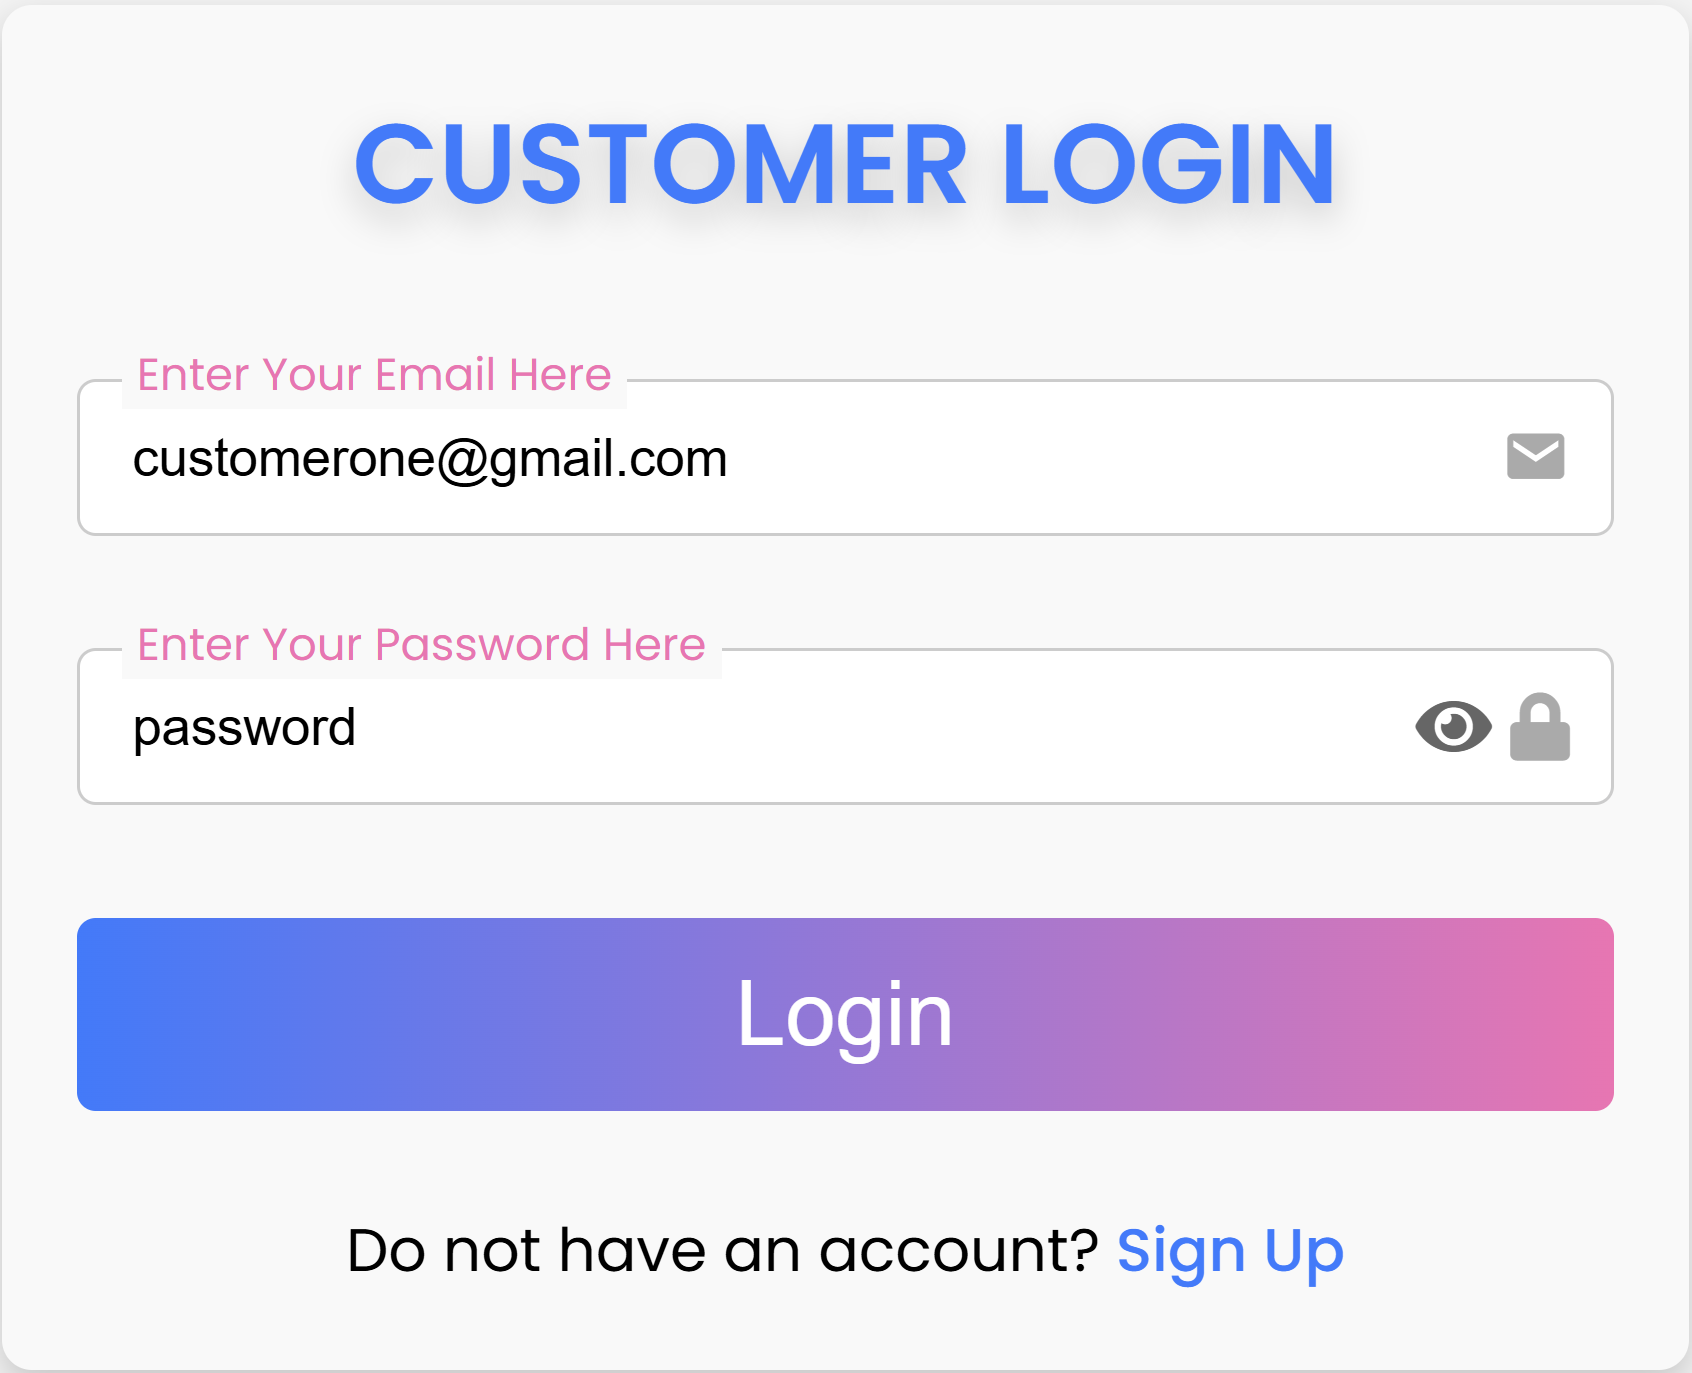 CUSTOMER LOGIN
Enter Your Email Here
customerone@gmail.com
Enter Your Password Here
password
Login
Do not have an account? Sign Up